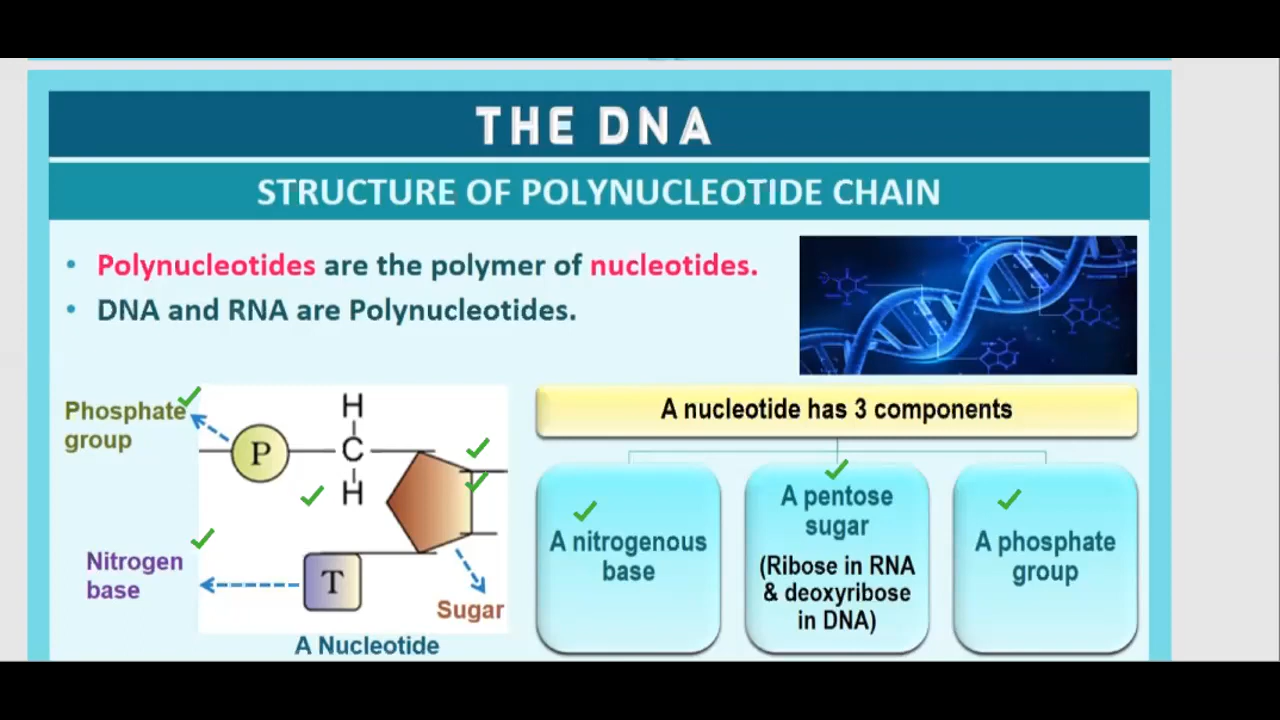 THE DNA
STRUCTURE OF POLYNUCLEOTIDE CHAIN
• Polynucleotides are the polymer of nucleotides.
• DNA and RNA are Polynucleotides.
Phosphate
group
P
H
C
H
Nitrogen
base
T
Sugar
A Nucleotide
A nucleotide has 3 components
A nitrogenous
base
A pentose
sugar
(Ribose in RNA
& deoxyribose
in DNA)
A phosphate
group